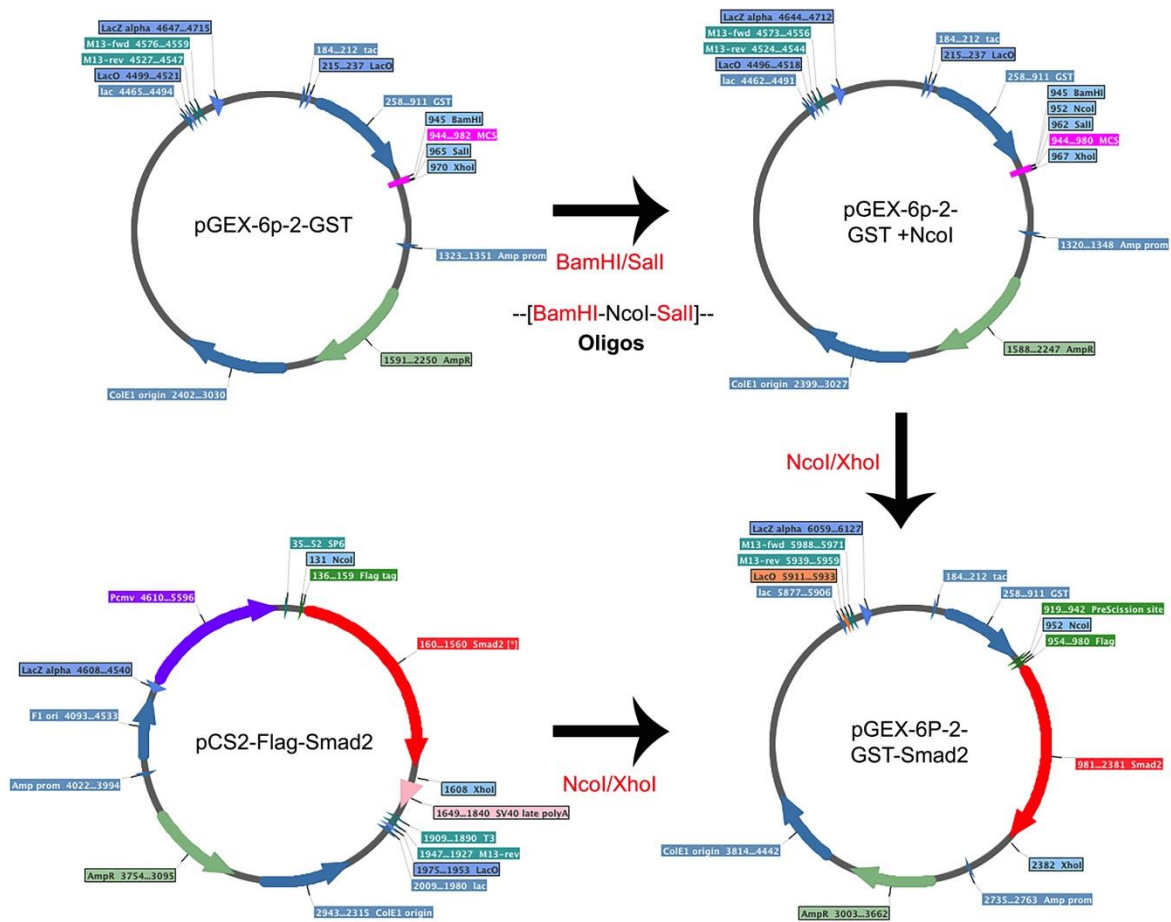 LacZ alpha 4647...4715
M13-fwd 4576...4559
M13-rev 4527...4547
LacO 4499...4521
lac 4465...4494
184...212 tac
215...237 LacO
258...911 GST
945 BamHI
944...982 MCS
965 SalI
970 XhoI
pGEX-6p-2-GST
1323...1351 Amp prom
1591...2250 AmpR
ColE1 origin 2402...3030
BamHI/SalI
--[BamHI-NcoI-SalI]--
Oligos
LacZ alpha 4644...4712
M13-fwd 4573...4556
M13-rev 4524...4544
LacO 4496...4518
lac 4462...4491
184...212 tac
215...237 LacO
258...911 GST
945 BamHI
952 NcoI
962 SalI
944...980 MCS
967 XhoI
pGEX-6p-2-
GST +NcoI
1320...1348 Amp prom
1588...2247 AmpR
ColE1 origin 2399...3027
NcoI/XhoI
35...52 SP6
131 NcoI
136...159 Flag tag
Pcmv 4610...5596
160...1560 Smad2 [*]
LacZ alpha 4608...4540
F1 ori 4093...4533
pCS2-Flag-Smad2
Amp prom 4022...3994
1608 XhoI
1649...1840 SV40 late polyA
1909...1890 T3
1947...1927 M13-rev
1975...1953 LacO
2009...1980 lac
AmpR 3754...3095
2943...2315 ColE1 origin
NcoI/XhoI
LacZ alpha 6059...6127
M13-fwd 5988...5971
M13-rev 5939...5959
LacO 5911...5933
lac 5877...5906
184...212 tac
258...911 GST
919...942 PreScission site
952 NcoI
954...980 Flag
pGEX-6P-2-
GST-Smad2
981...2381 Smad2
ColE1 origin 3814...4442
2382 XhoI
2735...2763 Amp prom
AmpR 3003...3662